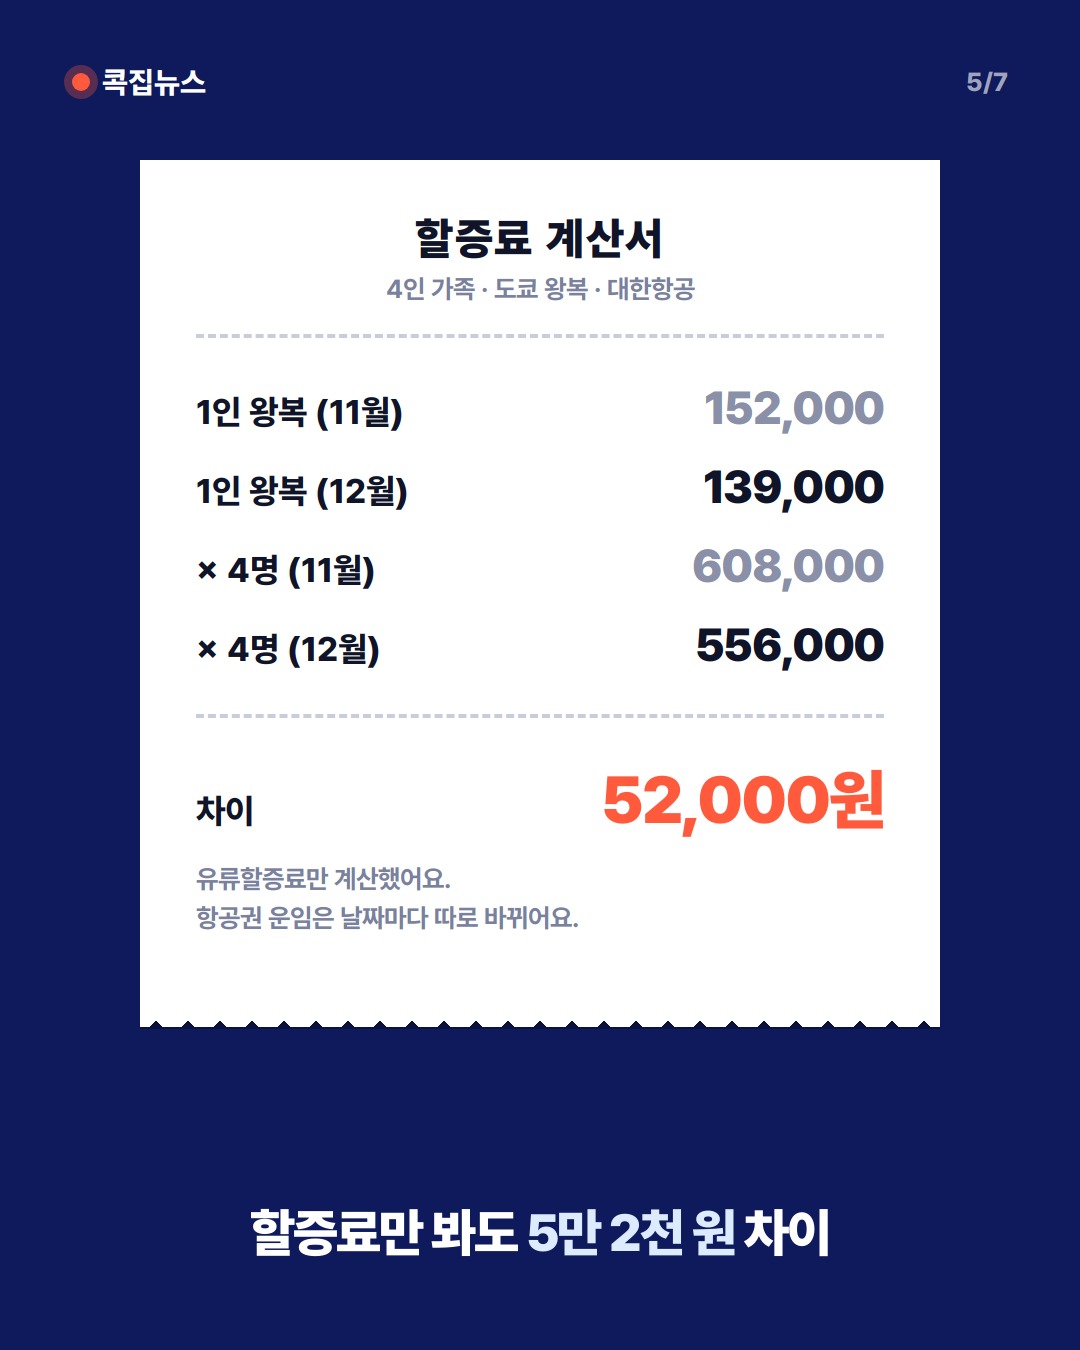 콕집뉴스
5/7
할증료 계산서
4인 가족 · 도쿄 왕복 · 대한항공
1인 왕복 (11월) 152,000
1인 왕복 (12월) 139,000
× 4명 (11월) 608,000
× 4명 (12월) 556,000
차이 52,000원
유류할증료만 계산했어요.
항공권 운임은 날짜마다 따로 바뀌어요.
할증료만 봐도 5만 2천 원 차이